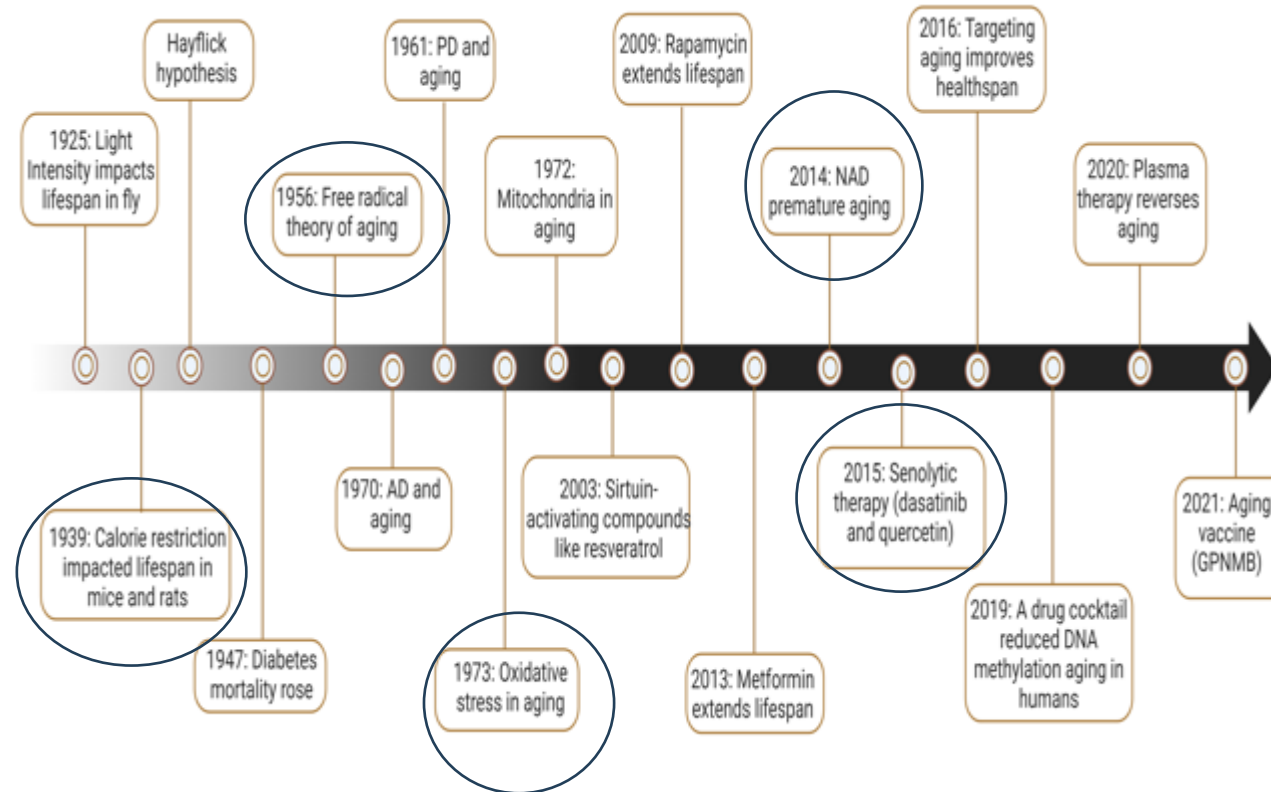 Hayflick
hypothesis
1961: PD and
aging
2009: Rapamycin
extends lifespan
2016: Targeting
aging improves
healthspan
1925: Light
Intensity impacts
lifespan in fly
1956: Free radical
theory of aging
1972:
Mitochondria in
aging
2014: NAD
premature aging
2020: Plasma
therapy reverses
aging
1939: Calorie restriction
impacted lifespan in
mice and rats
1947: Diabetes
mortality rose
1970: AD and
aging
1973: Oxidative
stress in aging
2003: Sirtuin-
activating compounds
like resveratrol
2013: Metformin
extends lifespan
2015: Senolytic
therapy (dasatinib
and quercetin)
2019: A drug cocktail
reduced DNA
methylation aging in
humans
2021: Aging
vaccine
(GPNMB)